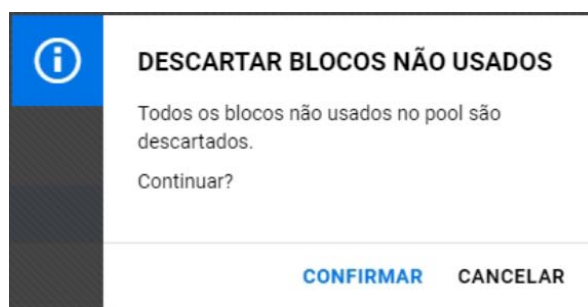 DESCARTAR BLOCOS NÃO USADOS
Todos os blocos não usados no pool são
descartados.
Continuar?
CONFIRMAR CANCELAR